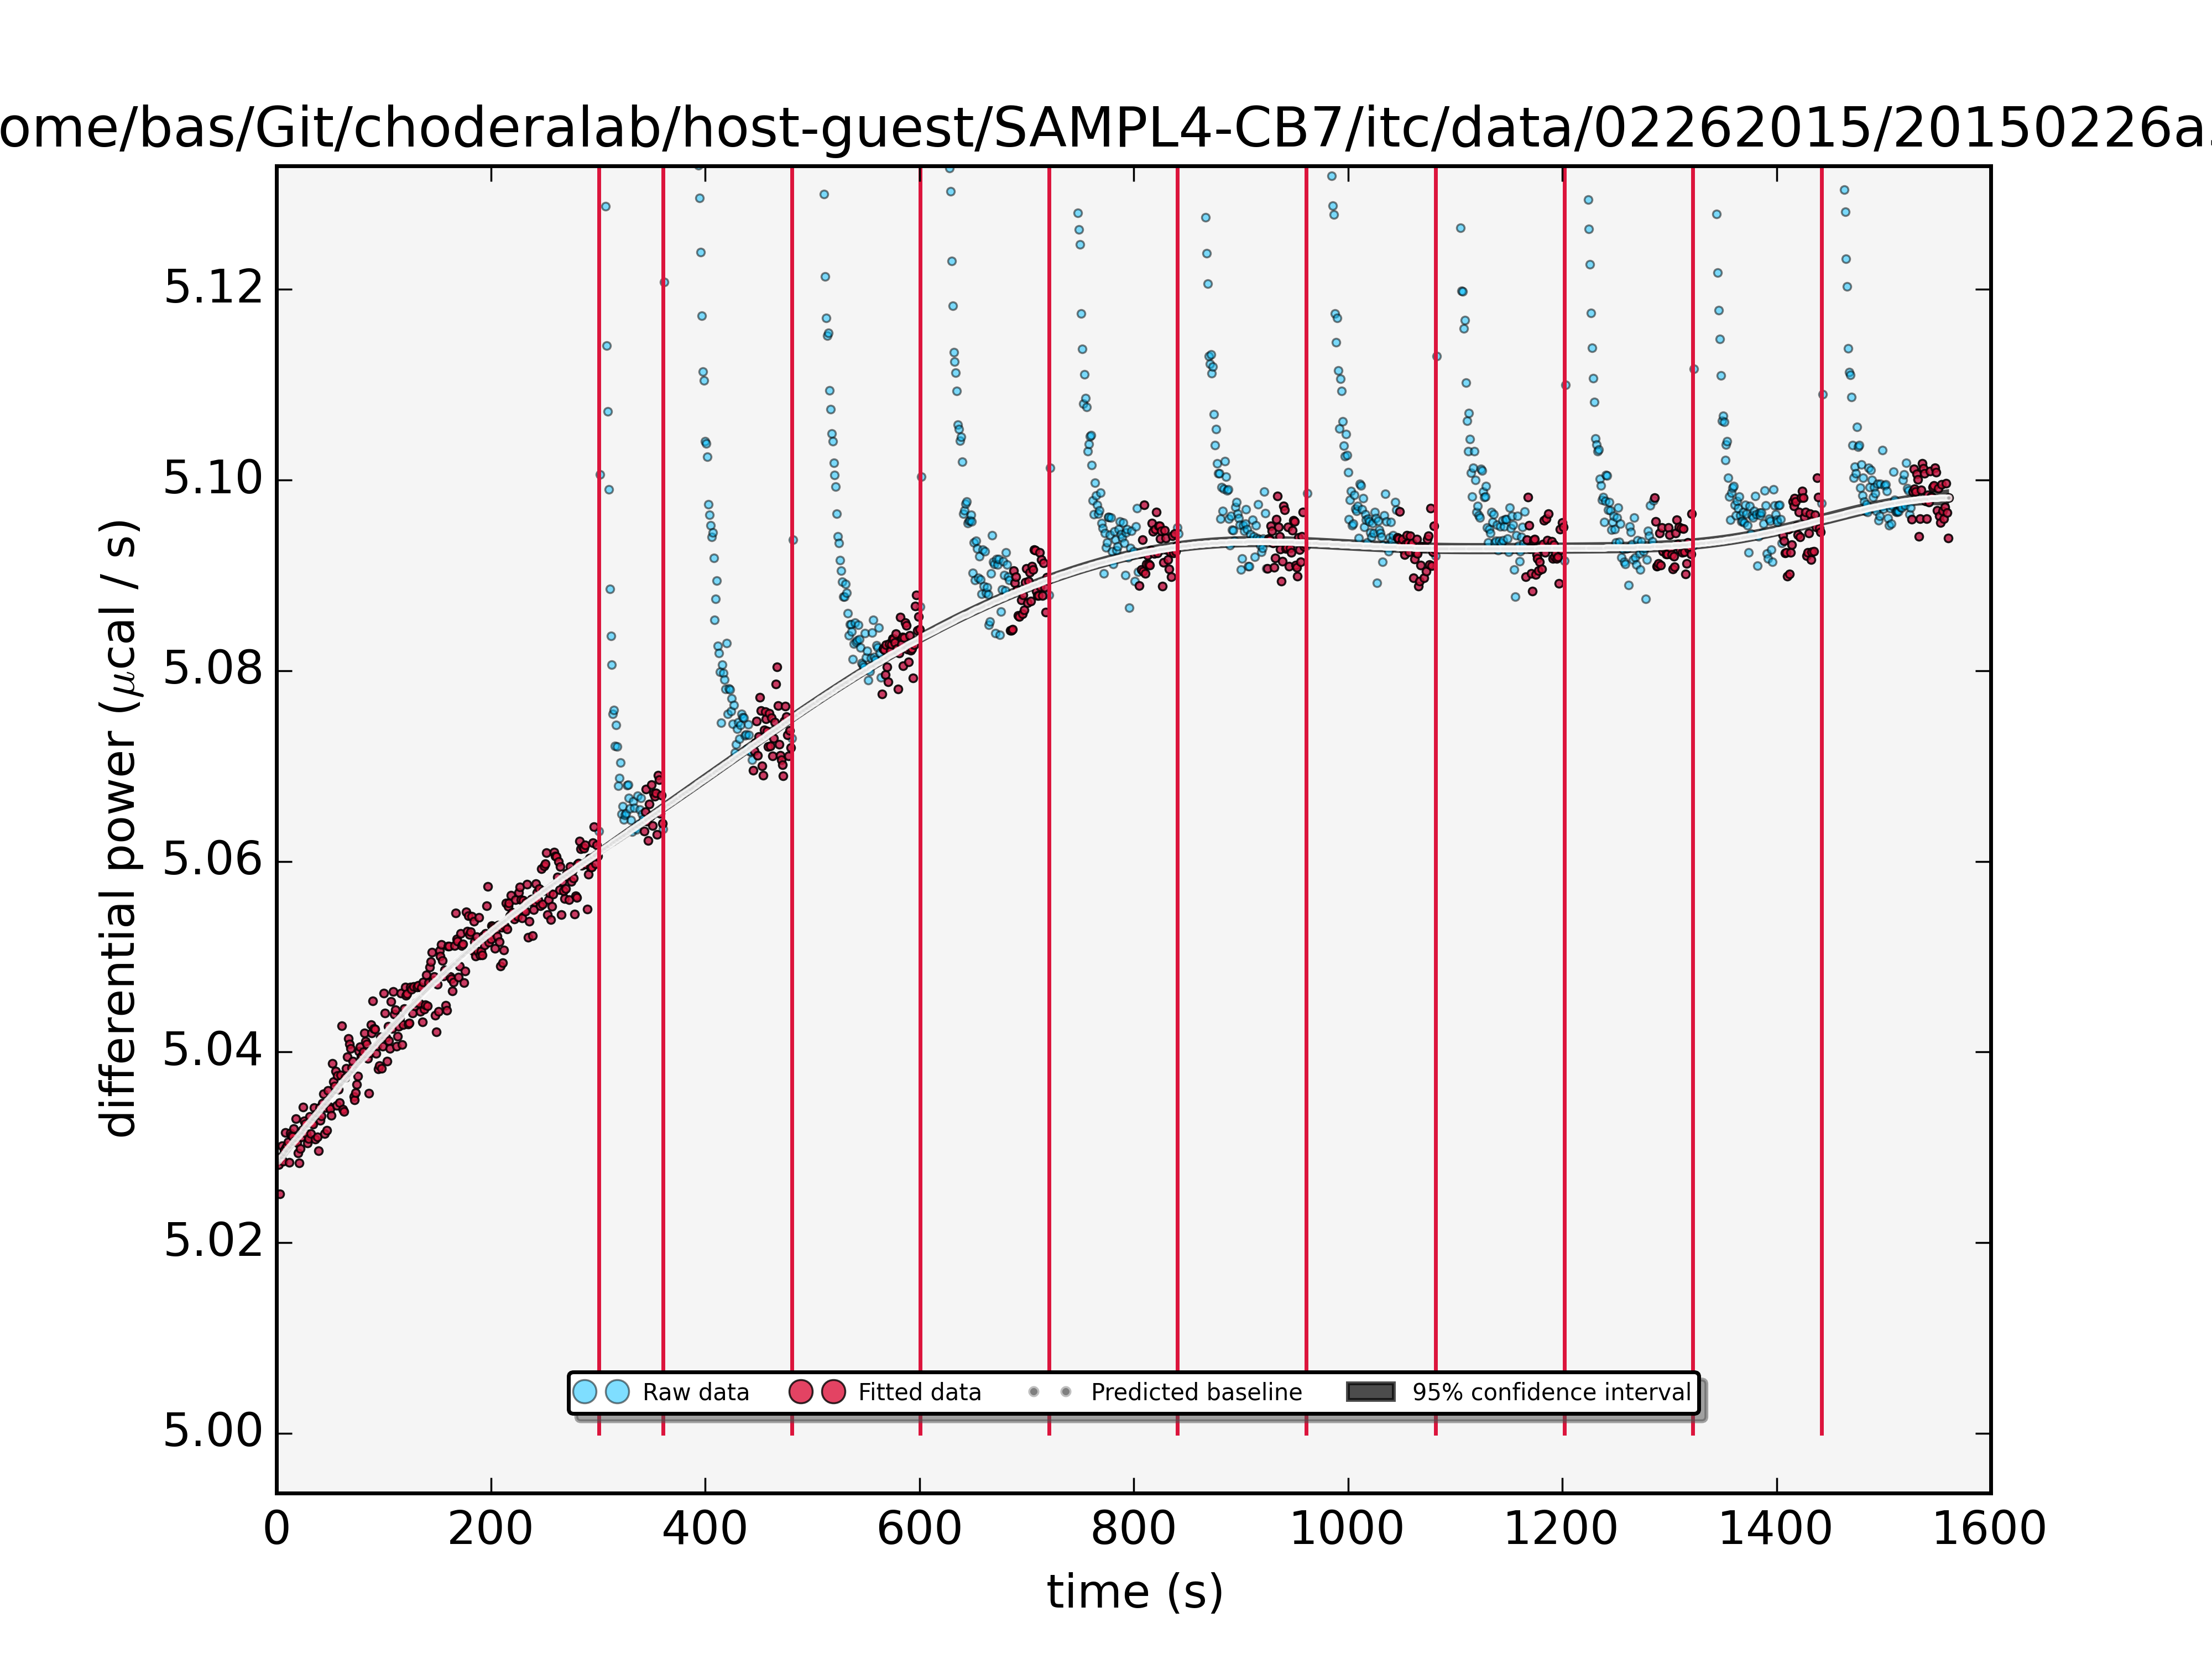 ome/bas/Git/choderalab/host-guest/SAMPL4-CB7/itc/data/02262015/20150226a
differential power (μcal / s)
5.12
5.10
5.08
5.06
5.04
5.02
5.00
Raw data Fitted data Predicted baseline 95% confidence interval
0 200 400 600 800 1000 1200 1400 1600
time (s)